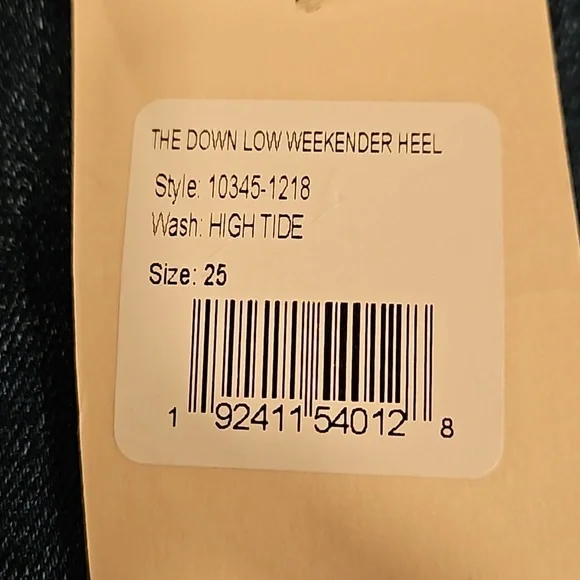 THE DOWN LOW WEEKENDER HEEL
Style: 10345-1218
Wash: HIGH TIDE
Size: 25
1 92411 54012 8